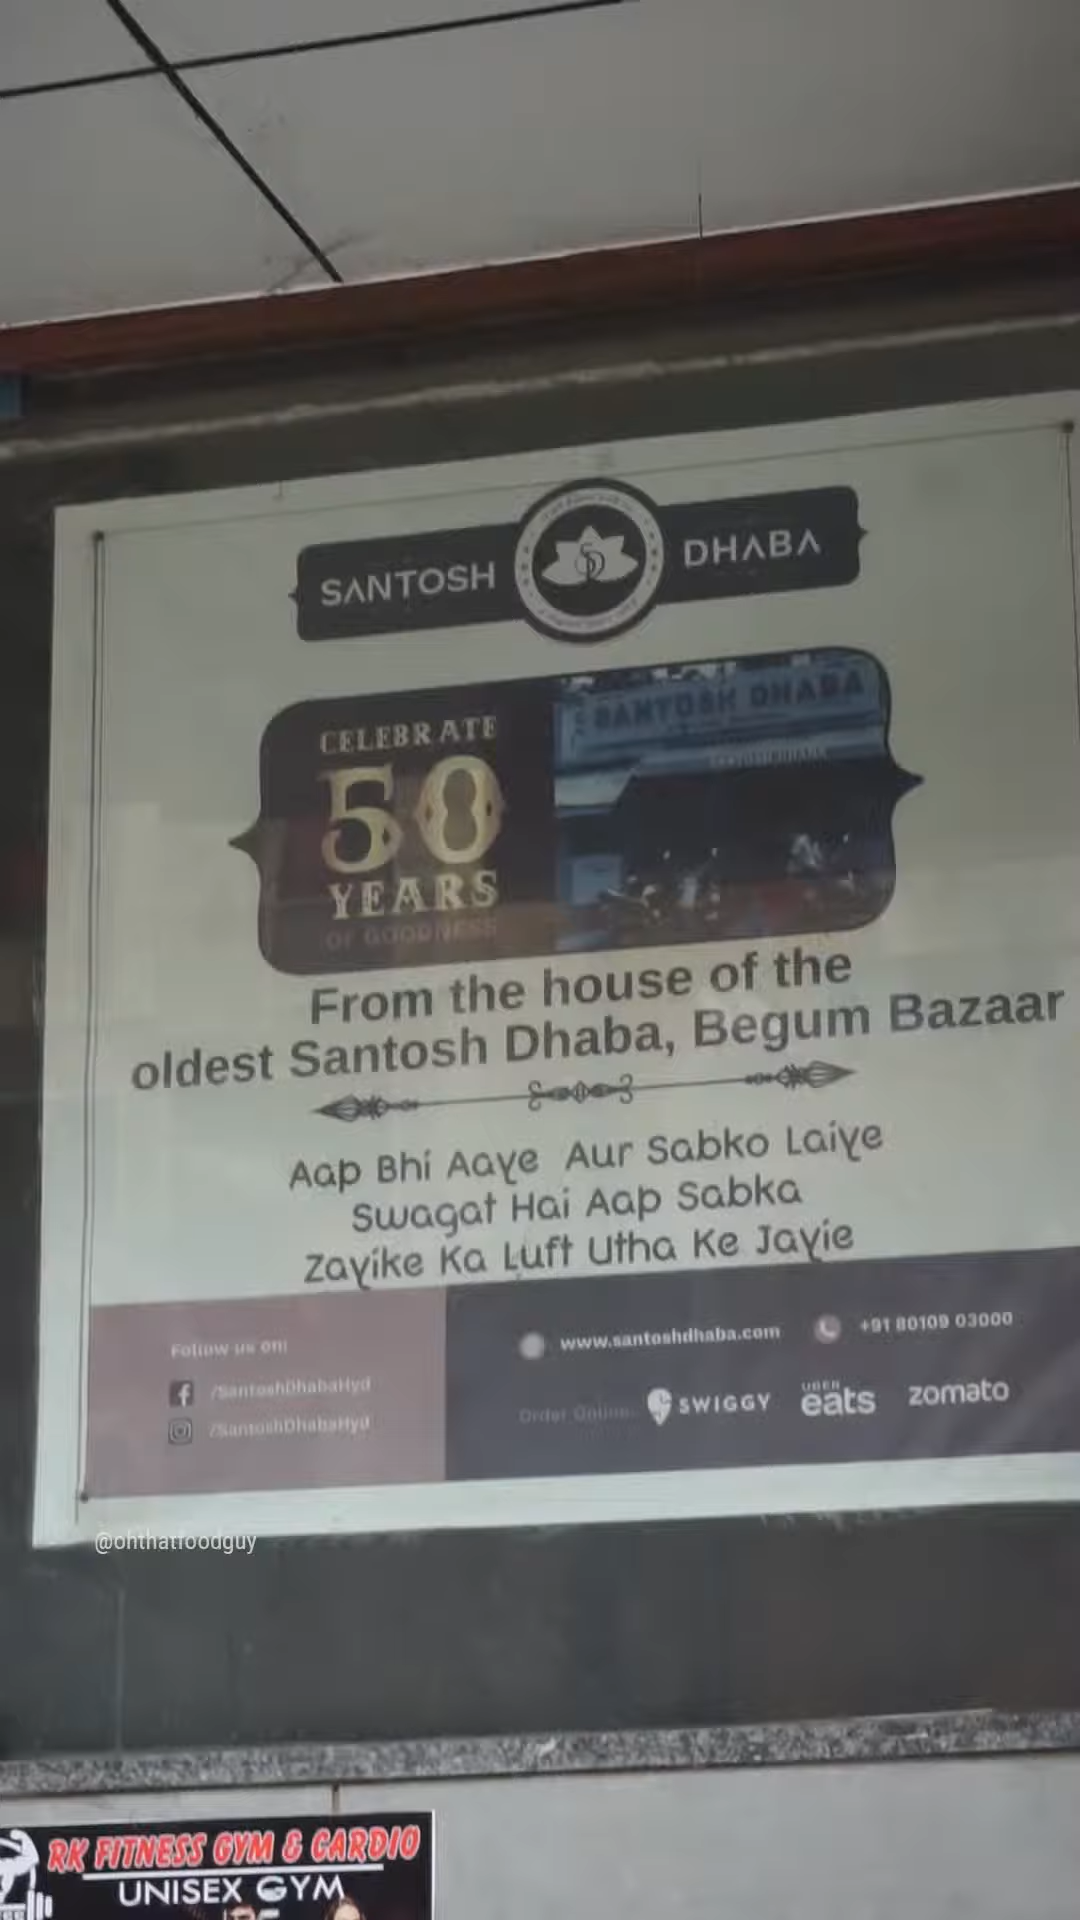 SANTOSH DHABA
CELEBRATE
50
YEARS
OF GOODNESS
SANTOSH DHABA
From the house of the
oldest Santosh Dhaba, Begum Bazaar
Aap Bhi Aaye Aur Sabko Laiye
Swagat Hai Aap Sabka
Zayike Ka Luft Utha Ke Jayie
Follow us on:
/SantoshDhabaHyd
/SantoshDhabaHyd
www.santoshdhaba.com
+91 80109 03000
Order Online:
SWIGGY
UBER
eats
zomato
@ohthatfoodguy
RK FITNESS GYM & CARDIO
UNISEX GYM